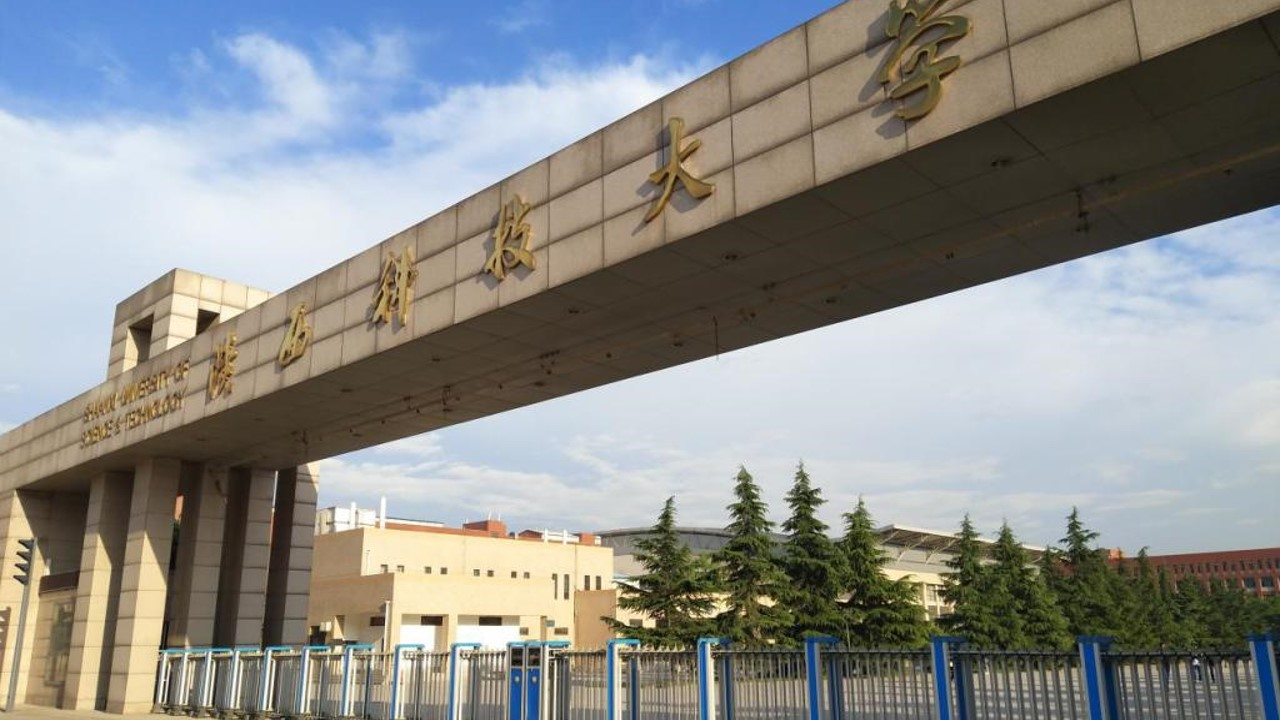 SHAANXI UNIVERSITY OF
SCIENCE & TECHNOLOGY
陕西科技大学